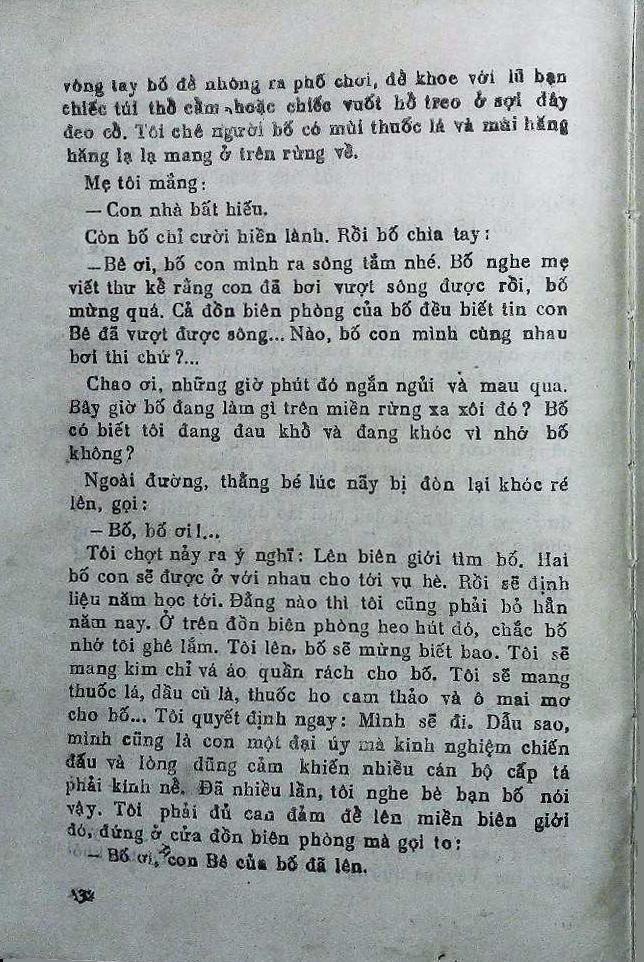 vòng tay bố để nhông ra phố chơi, để khoe với lũ bạn
chiếc túi thổ cẩm hoặc chiếc vuốt hổ treo ở sợi dây
đeo cổ. Tôi chê người bố có mùi thuốc lá và mùi hăng
hăng lạ lạ mang ở trên rừng về.
Mẹ tôi mắng:
— Con nhà bất hiếu.
Còn bố chỉ cười hiền lành. Rồi bố chìa tay:
— Bê ơi, bố con mình ra sông tắm nhé. Bố nghe mẹ
viết thư kể rằng con đã bơi vượt sông được rồi, bố
mừng quá. Cả đồn biên phòng của bố đều biết tin con
Bê đã vượt được sông... Nào, bố con mình cùng nhau
bơi thi chứ?...
Chao ơi, những giờ phút đó ngắn ngủi và mau qua.
Bây giờ bố đang làm gì trên miền rừng xa xôi đó? Bố
có biết tôi đang đau khổ và đang khóc vì nhớ bố
không?
Ngoài đường, thằng bé lúc nãy bị đòn lại khóc ré
lên, gọi:
— Bố, bố ơi!...
Tôi chợt nảy ra ý nghĩ: Lên biên giới tìm bố. Hai
bố con sẽ được ở với nhau cho tới vụ hè. Rồi sẽ định
liệu năm học tới. Đằng nào thì tôi cũng phải bỏ hẳn
năm nay. Ở trên đồn biên phòng heo hút đó, chắc bố
nhớ tôi ghê lắm. Tôi lên, bố sẽ mừng biết bao. Tôi sẽ
mang kim chỉ vá áo quần rách cho bố. Tôi sẽ mang
thuốc lá, dầu cù là, thuốc ho cam thảo và ô mai mơ
cho bố... Tôi quyết định ngay: Mình sẽ đi. Dẫu sao,
mình cũng là con một đại úy mà kinh nghiệm chiến
đấu và lòng dũng cảm khiến nhiều cán bộ cấp tá
phải kính nể. Đã nhiều lần, tôi nghe bè bạn bố nói
vậy. Tôi phải đủ can đảm để lên miền biên giới
đó, đứng ở cửa đồn biên phòng mà gọi to:
— Bố ơi, con Bê của bố đã lên.